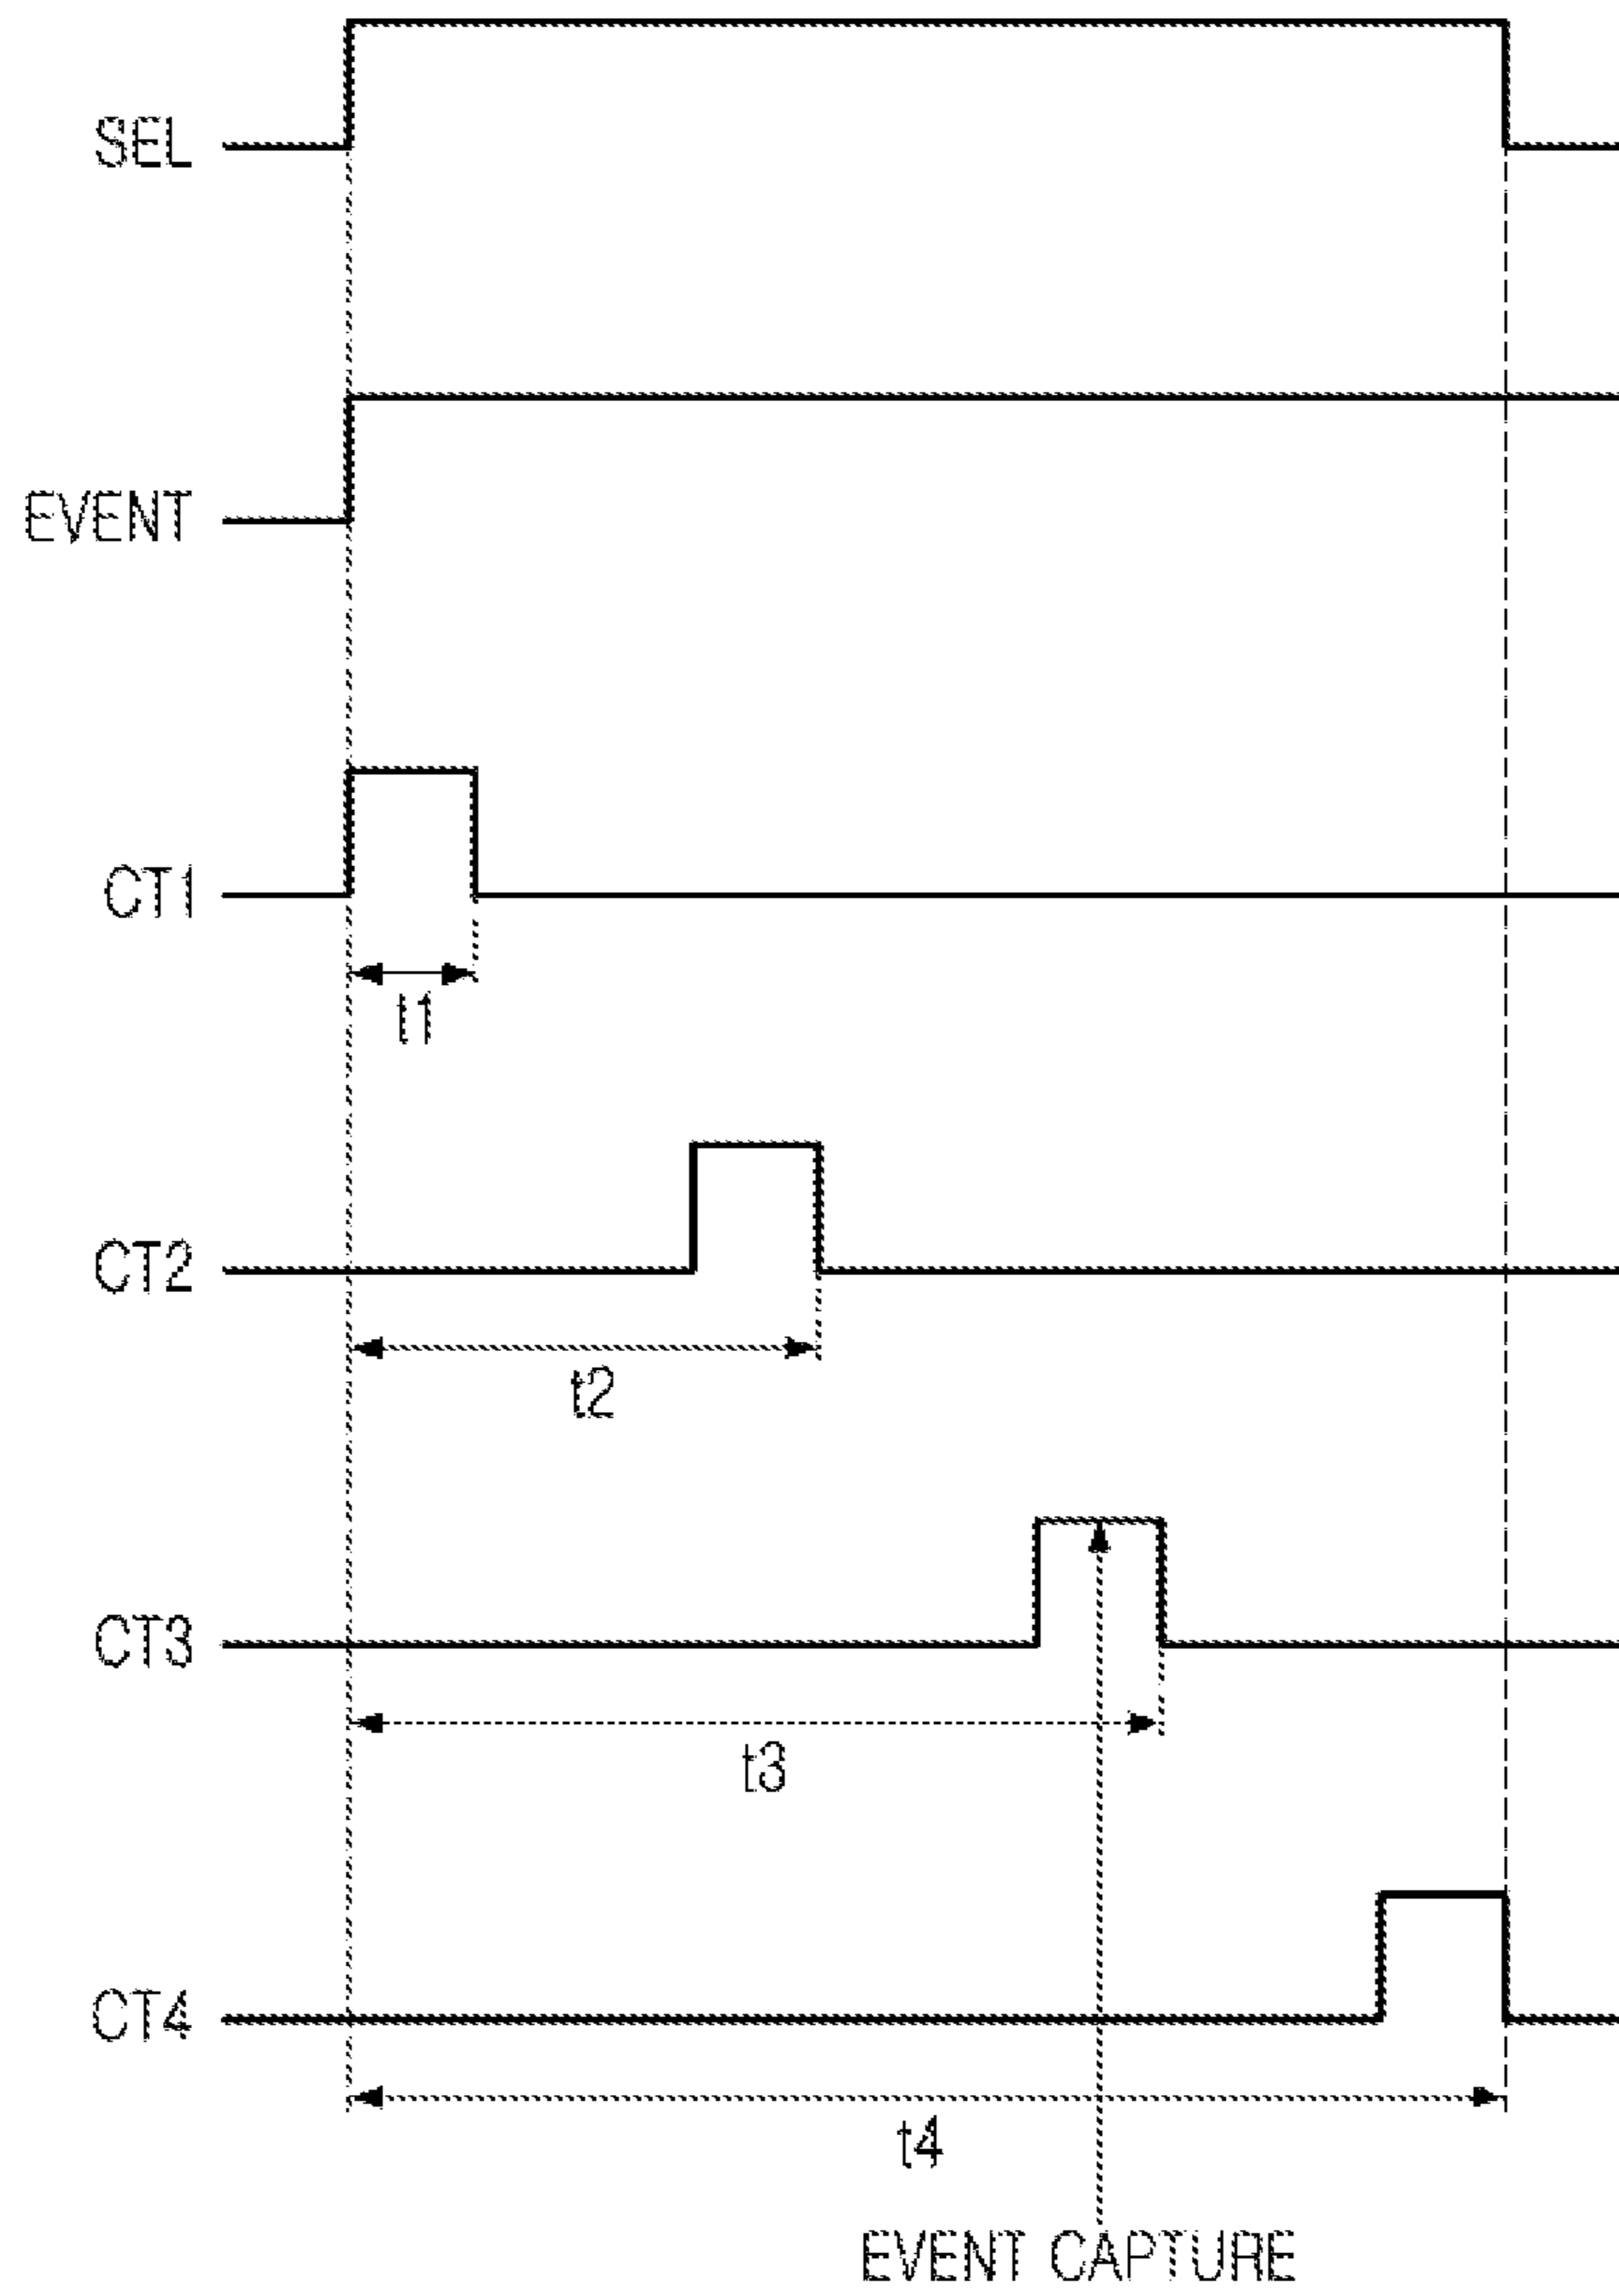 SEL
EVENT
CT1
t1
CT2
t2
CT3
t3
CT4
t4
EVENT CAPTURE